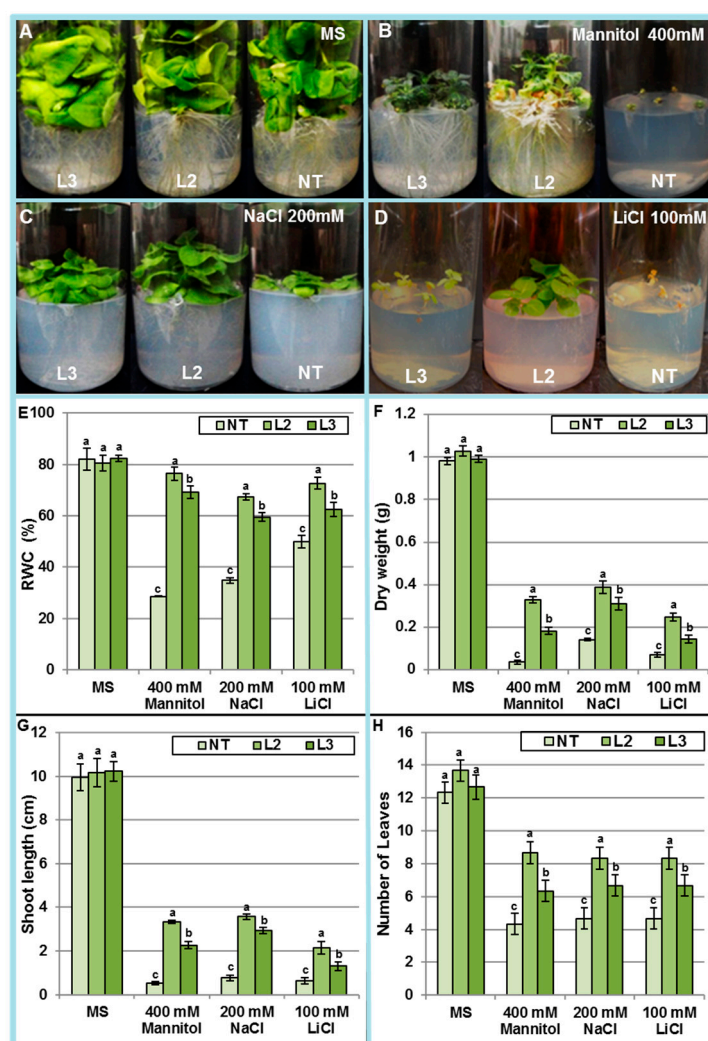 A MS
L3 L2 NT
B Mannitol 400mM
L3 L2 NT
C NaCl 200mM
L3 L2 NT
D LiCl 100mM
L3 L2 NT
E
NT L2 L3
RWC (%)
100
80
60
40
20
0
a a a
c a b
c a b
c a b
MS 400 mM 200 mM 100 mM
Mannitol NaCl LiCl
F
NT L2 L3
Dry weight (g)
1.2
1
0.8
0.6
0.4
0.2
0
a a a
c a b
c a b
c a b
MS 400 mM 200 mM 100 mM
Mannitol NaCl LiCl
G
NT L2 L3
Shoot length (cm)
12
10
8
6
4
2
0
a a a
c a b
c a b
c a b
MS 400 mM 200 mM 100 mM
Mannitol NaCl LiCl
H
NT L2 L3
Number of Leaves
16
14
12
10
8
6
4
2
0
a a a
c a b
c a b
c a b
MS 400 mM 200 mM 100 mM
Mannitol NaCl LiCl